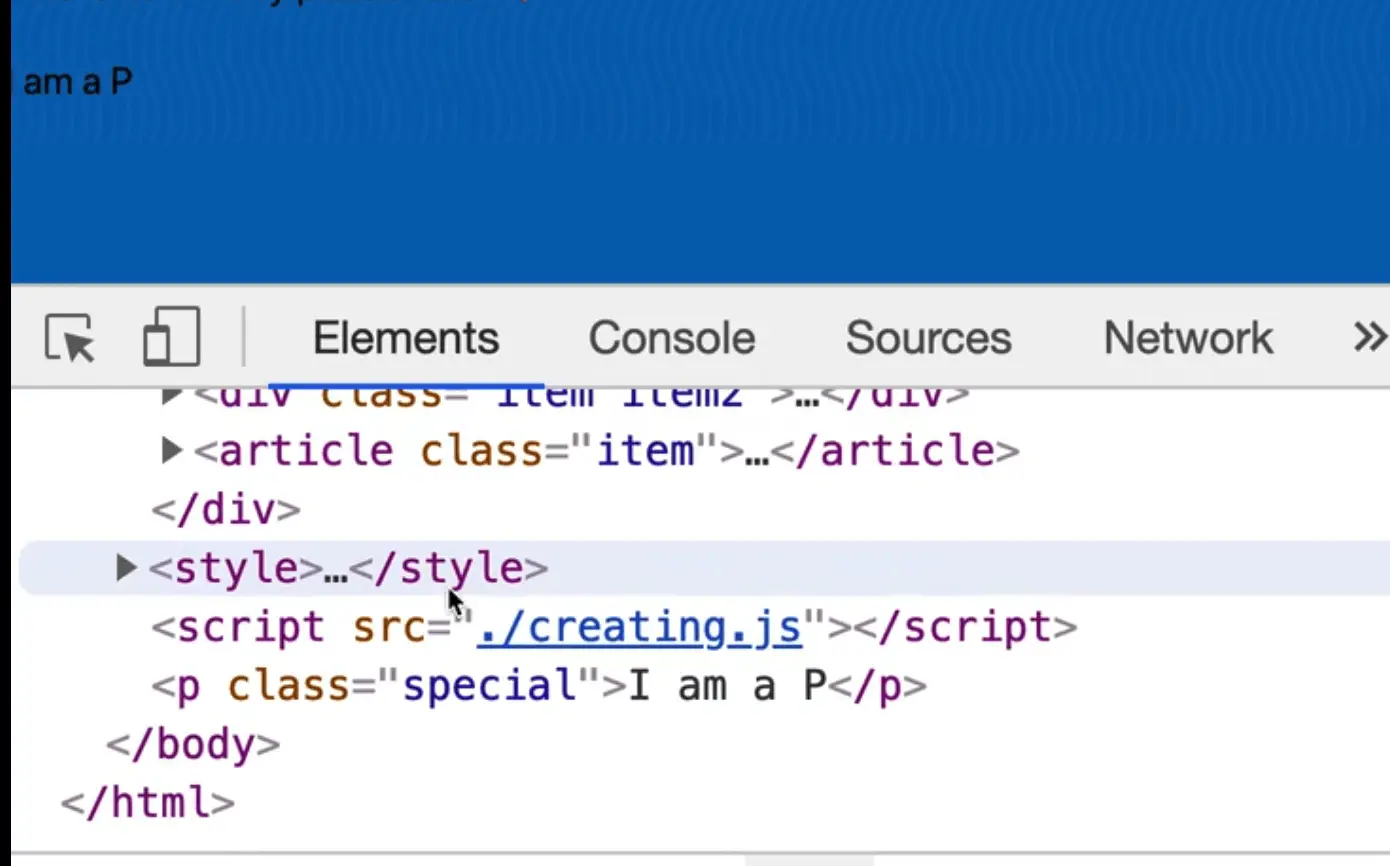 am a P
Elements Console Sources Network »
▶<div class="item item2">…</div>
▶<article class="item">…</article>
</div>
▶<style>…</style>
<script src="./creating.js"></script>
<p class="special">I am a P</p>
</body>
</html>